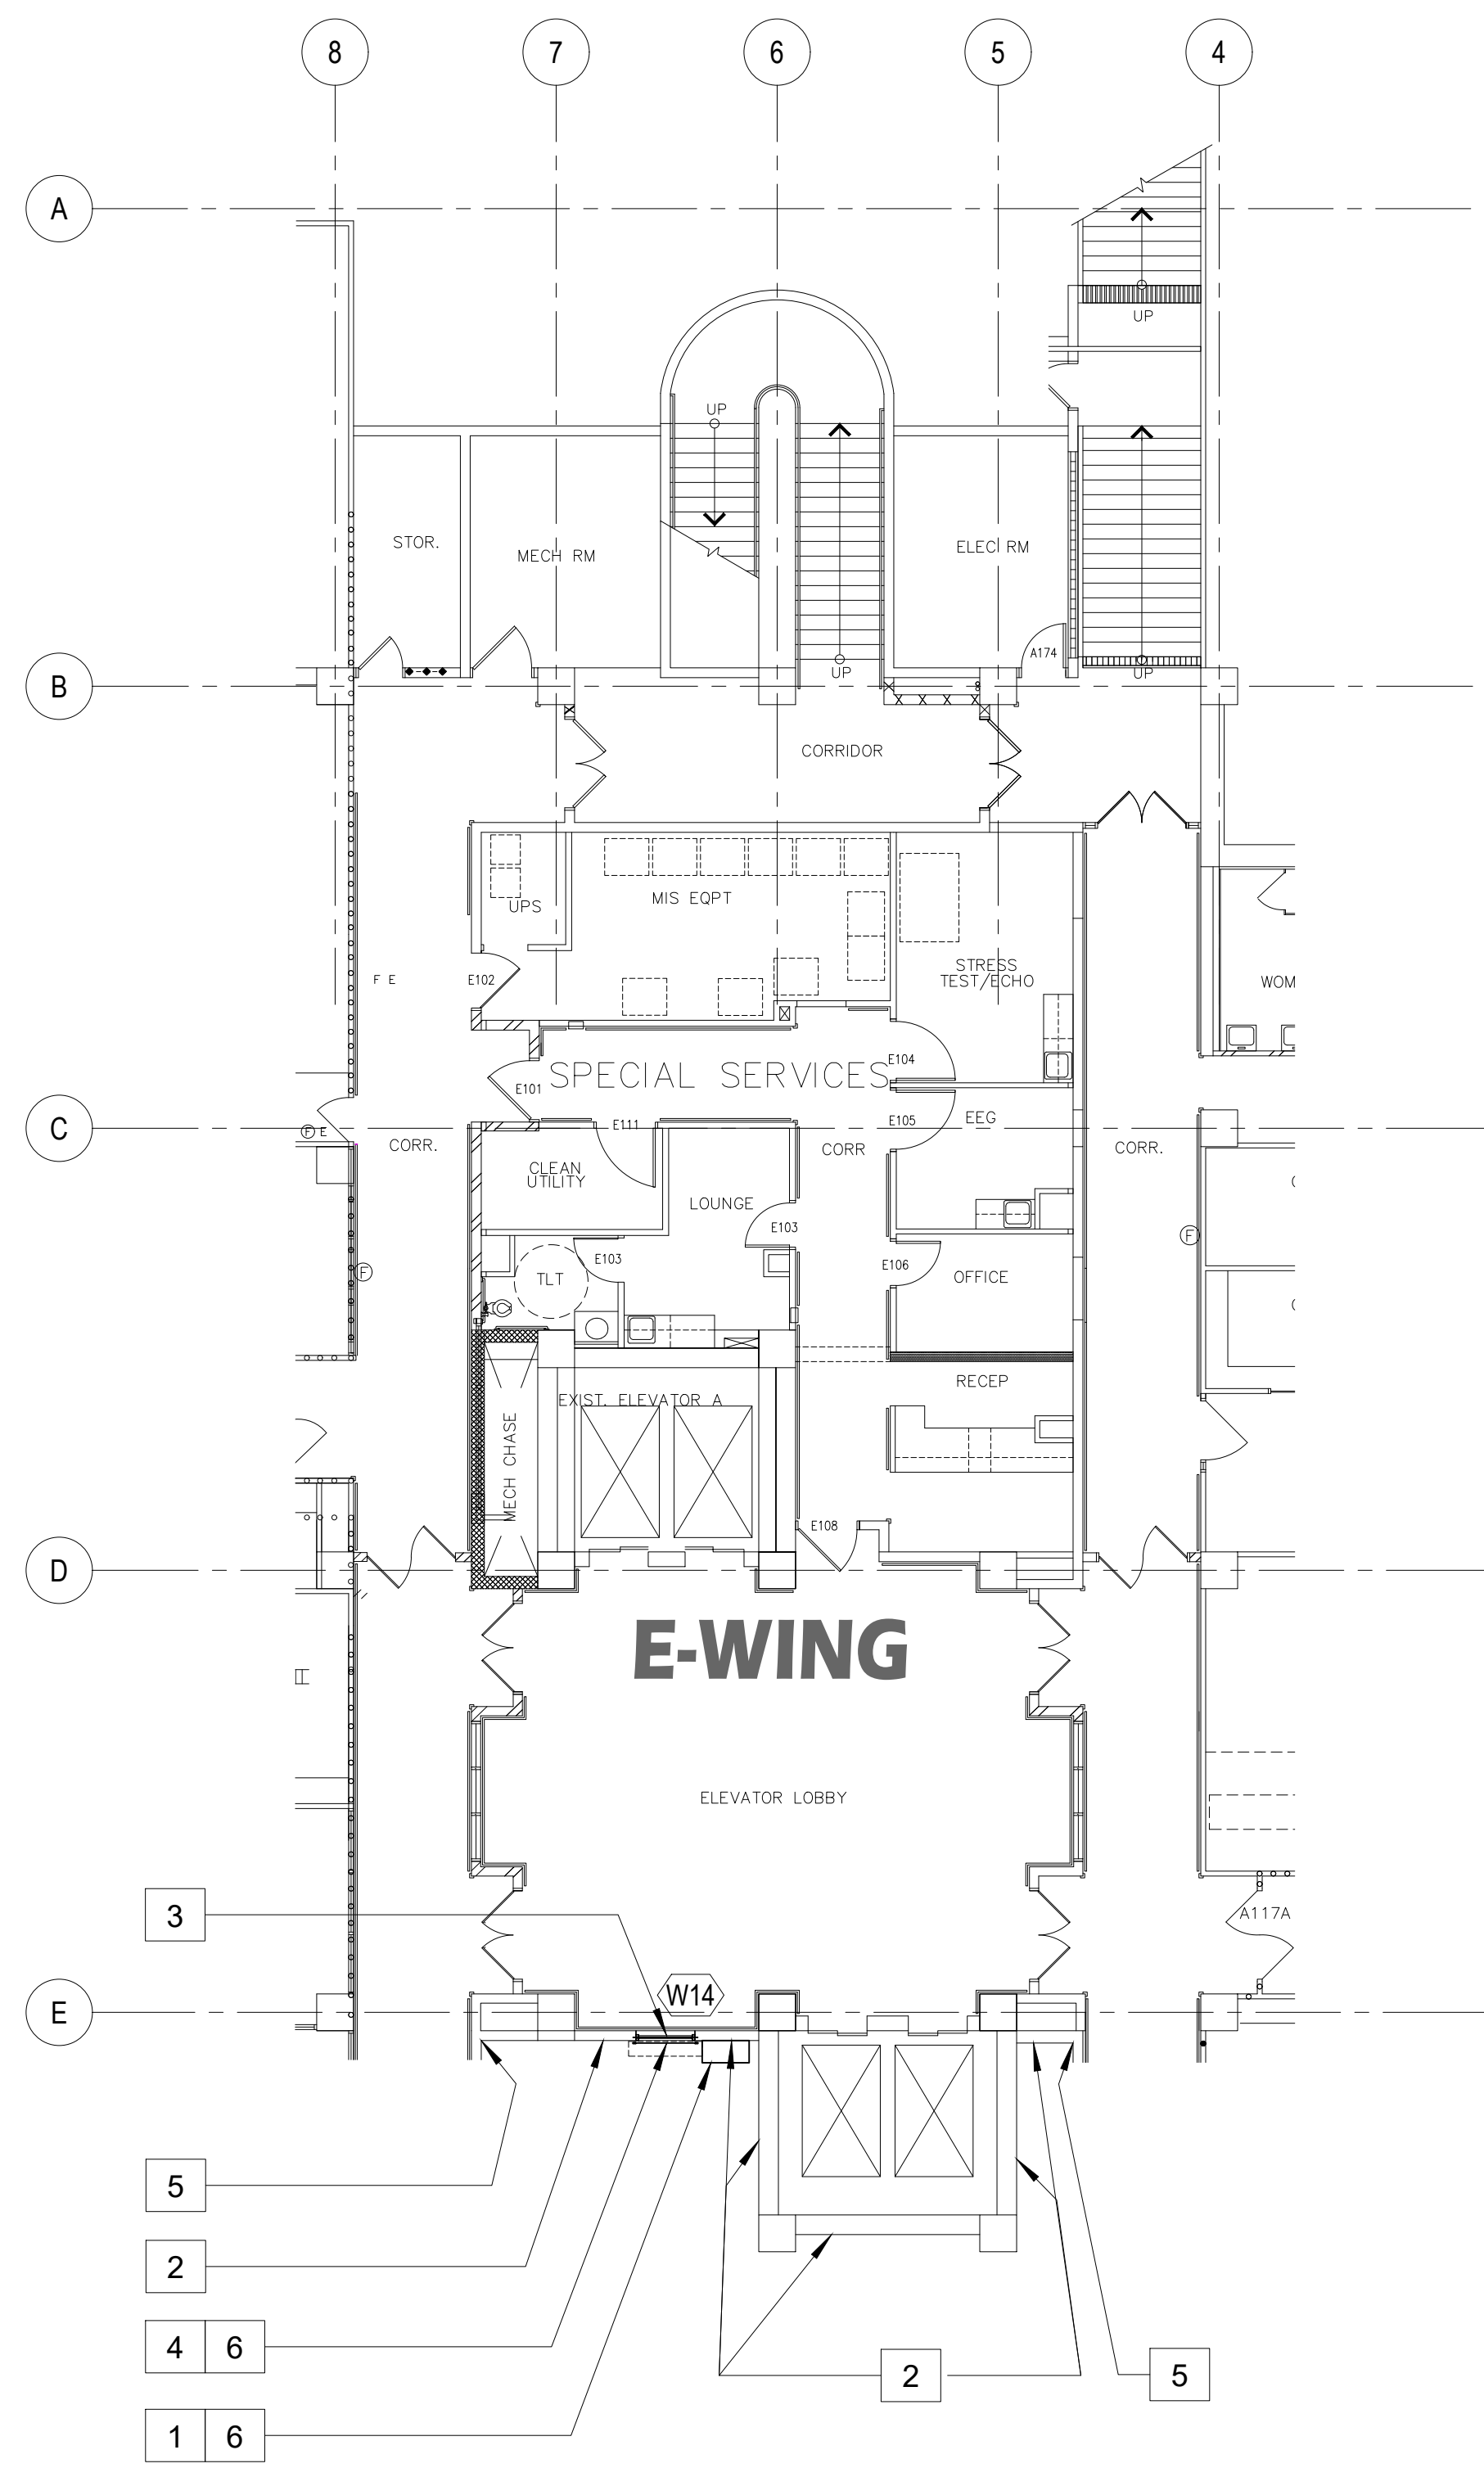 8 7 6 5 4
A
UP
UP
STOR.
MECH RM
ELEC RM
A174
B
UP
UP
CORRIDOR
MIS EQPT
UPS
STRESS
TEST/ECHO
F E
E102
WOM
E104
SPECIAL SERVICES
E101
C
F E
E111
E105
EEG
CORR.
CORR
CORR.
CLEAN
UTILITY
LOUNGE
E103
F
E103
E106
F
TLT
OFFICE
RECEP
EXIST. ELEVATOR A
MECH CHASE
E108
D
E-WING
ELEVATOR LOBBY
3
A117A
W14
E
5
2
4 6
2
5
1 6